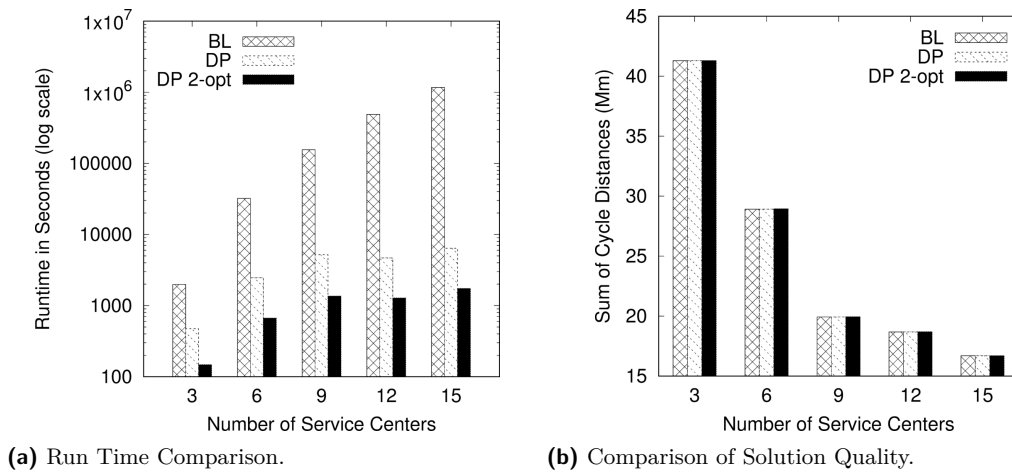 1x10^7
1x10^6
100000
10000
1000
100
Runtime in Seconds (log scale)
BL
DP
DP 2-opt
3 6 9 12 15
Number of Service Centers
(a) Run Time Comparison.
45
40
35
30
25
20
15
Sum of Cycle Distances (Mm)
BL
DP
DP 2-opt
3 6 9 12 15
Number of Service Centers
(b) Comparison of Solution Quality.